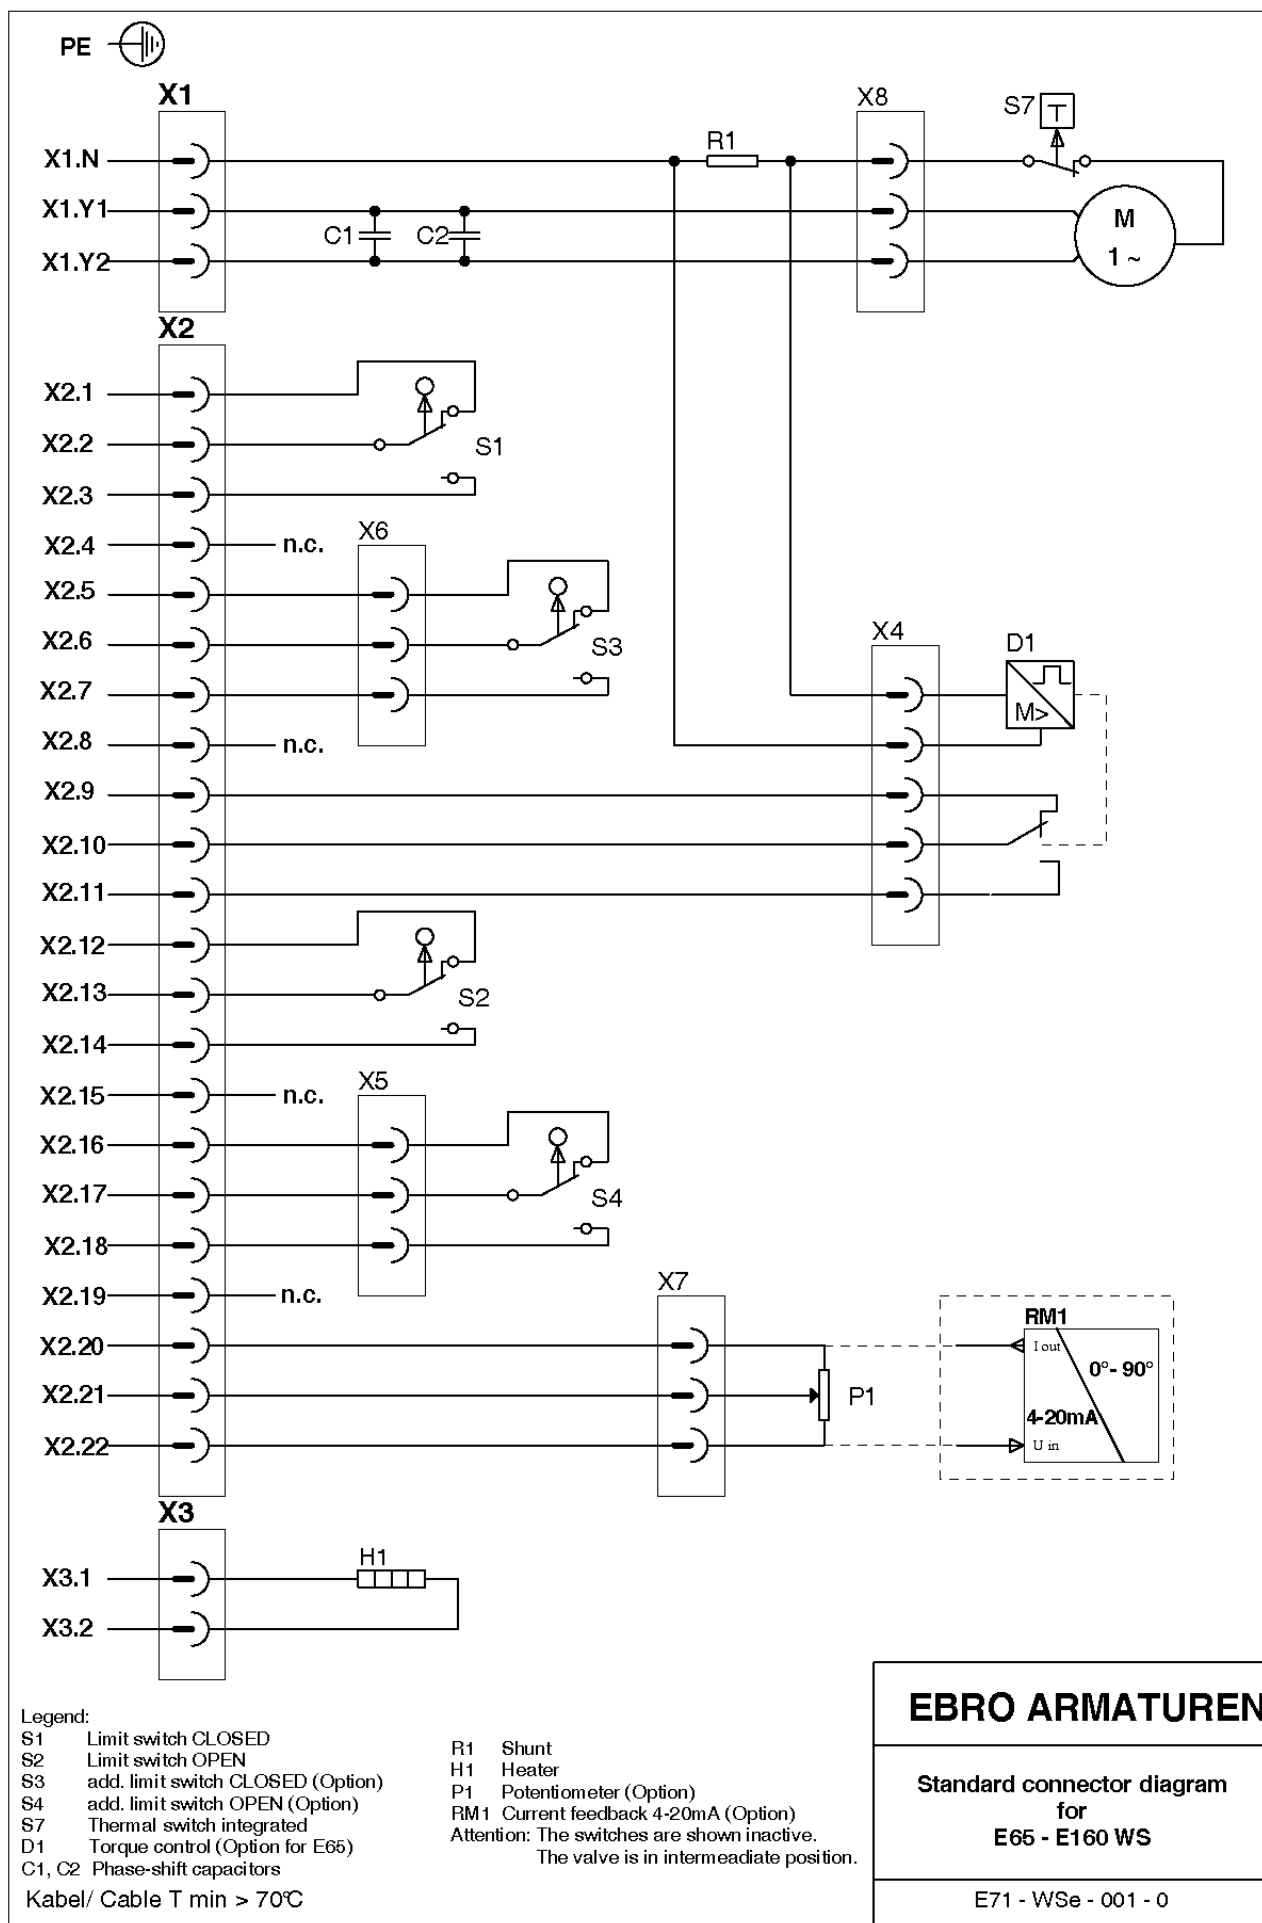 PE
X1
X8
S7
T
X1.N
R1
X1.Y1
M
1 ~
X1.Y2
C1
C2
X2
X2.1
X2.2
S1
X2.3
X2.4
n.c.
X6
X2.5
X2.6
S3
X4
D1
X2.7
M>
X2.8
n.c.
X2.9
X2.10
X2.11
X2.12
X2.13
S2
X2.14
X2.15
n.c.
X5
X2.16
X2.17
S4
X2.18
X2.19
n.c.
X7
X2.20
RM1
I out
0°- 90°
X2.21
P1
4-20mA
X2.22
U in
X3
X3.1
H1
X3.2
Legend:
S1 Limit switch CLOSED
S2 Limit switch OPEN
S3 add. limit switch CLOSED (Option)
S4 add. limit switch OPEN (Option)
S7 Thermal switch integrated
D1 Torque control (Option for E65)
C1, C2 Phase-shift capacitors
Kabel/ Cable T min > 70°C
R1 Shunt
H1 Heater
P1 Potentiometer (Option)
RM1 Current feedback 4-20mA (Option)
Attention: The switches are shown inactive.
The valve is in intermeadiate position.
EBRO ARMATUREN
Standard connector diagram
for
E65 - E160 WS
E71 - WSe - 001 - 0